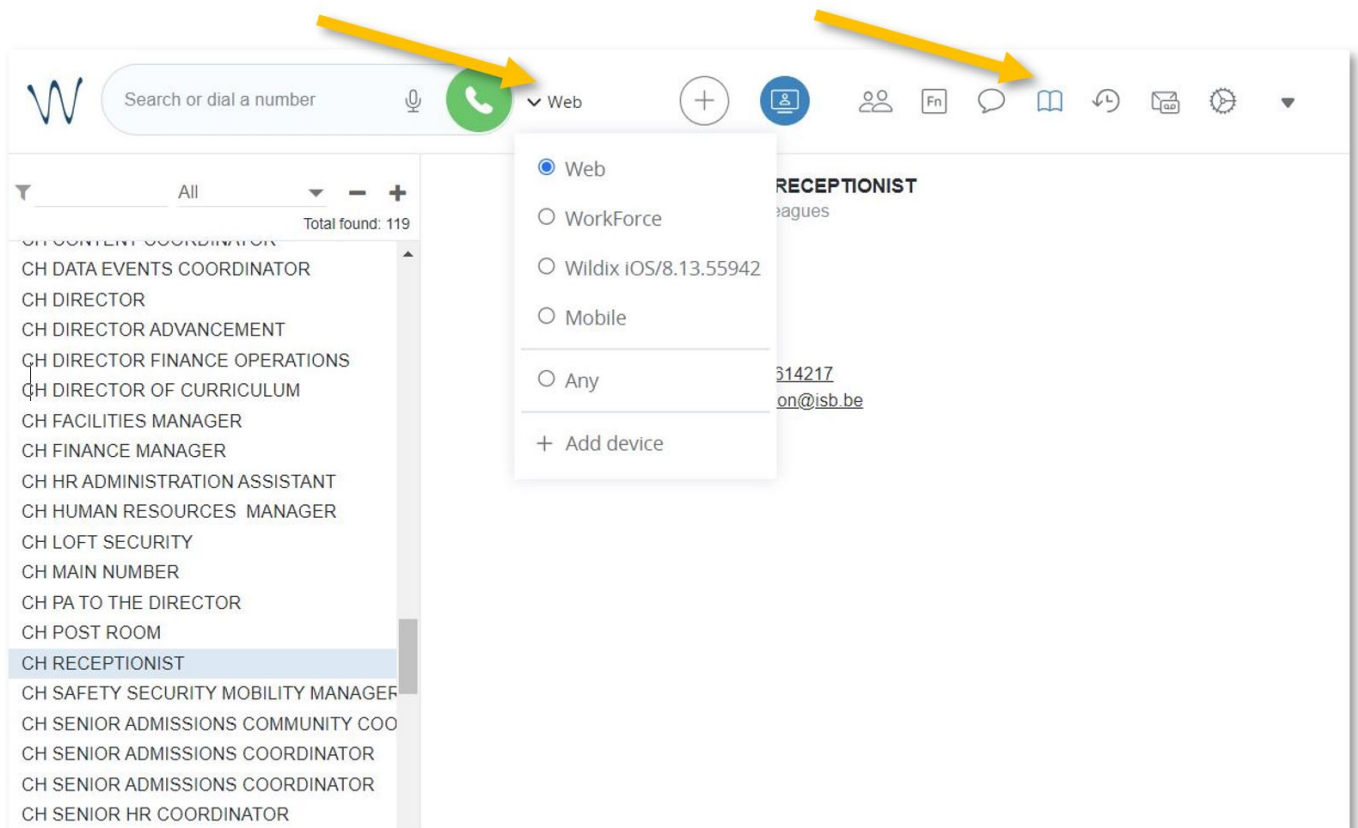 Search or dial a number
Web
Fn
Web
WorkForce
Wildix iOS/8.13.55942
Mobile
Any
+ Add device
All
Total found: 119
CH CONTENT COORDINATOR
CH DATA EVENTS COORDINATOR
CH DIRECTOR
CH DIRECTOR ADVANCEMENT
CH DIRECTOR FINANCE OPERATIONS
CH DIRECTOR OF CURRICULUM
CH FACILITIES MANAGER
CH FINANCE MANAGER
CH HR ADMINISTRATION ASSISTANT
CH HUMAN RESOURCES MANAGER
CH LOFT SECURITY
CH MAIN NUMBER
CH PA TO THE DIRECTOR
CH POST ROOM
CH RECEPTIONIST
CH SAFETY SECURITY MOBILITY MANAGER
CH SENIOR ADMISSIONS COMMUNITY COO
CH SENIOR ADMISSIONS COORDINATOR
CH SENIOR ADMISSIONS COORDINATOR
CH SENIOR HR COORDINATOR
RECEPTIONIST
eagues
614217
on@isb.be